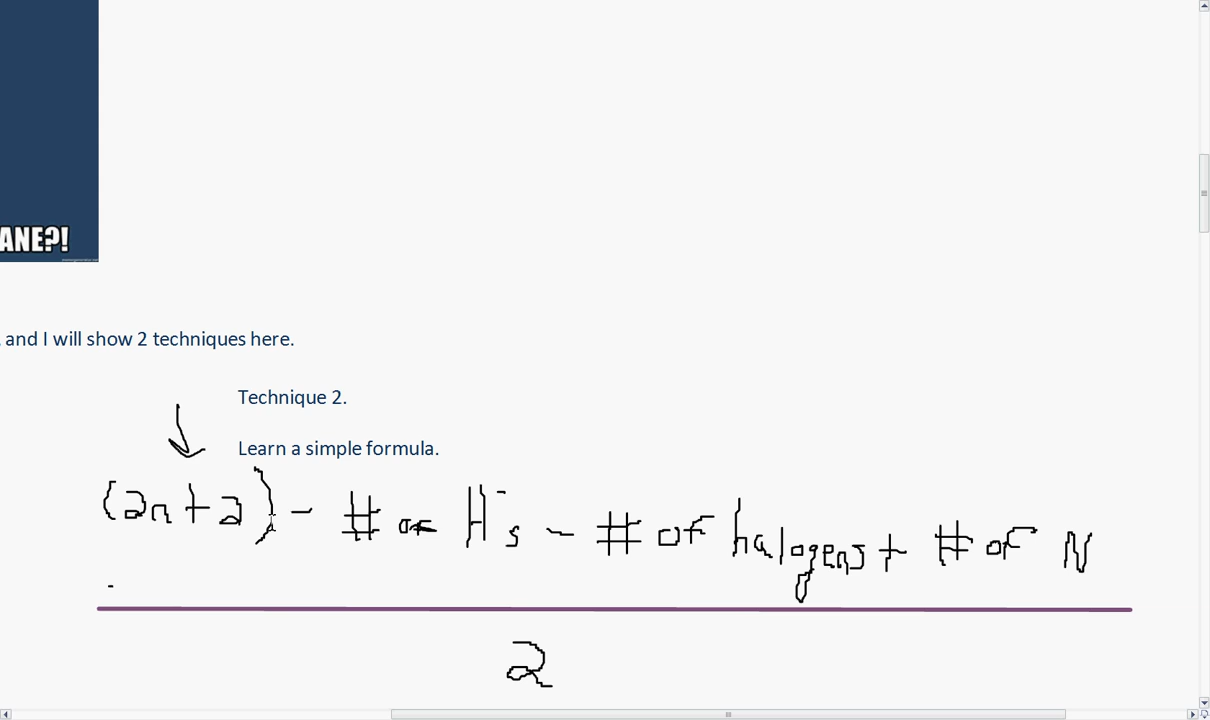 ANE?!
and I will show 2 techniques here.
Technique 2.
Learn a simple formula.
(2n+2) - # of H's - # of halogens + # of N
2